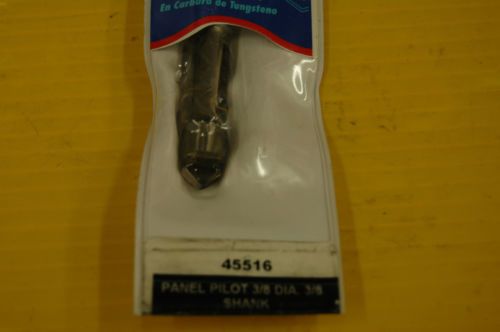 En Carburo de Tungsteno
45516
PANEL PILOT 3/8 DIA. 3/8
SHANK